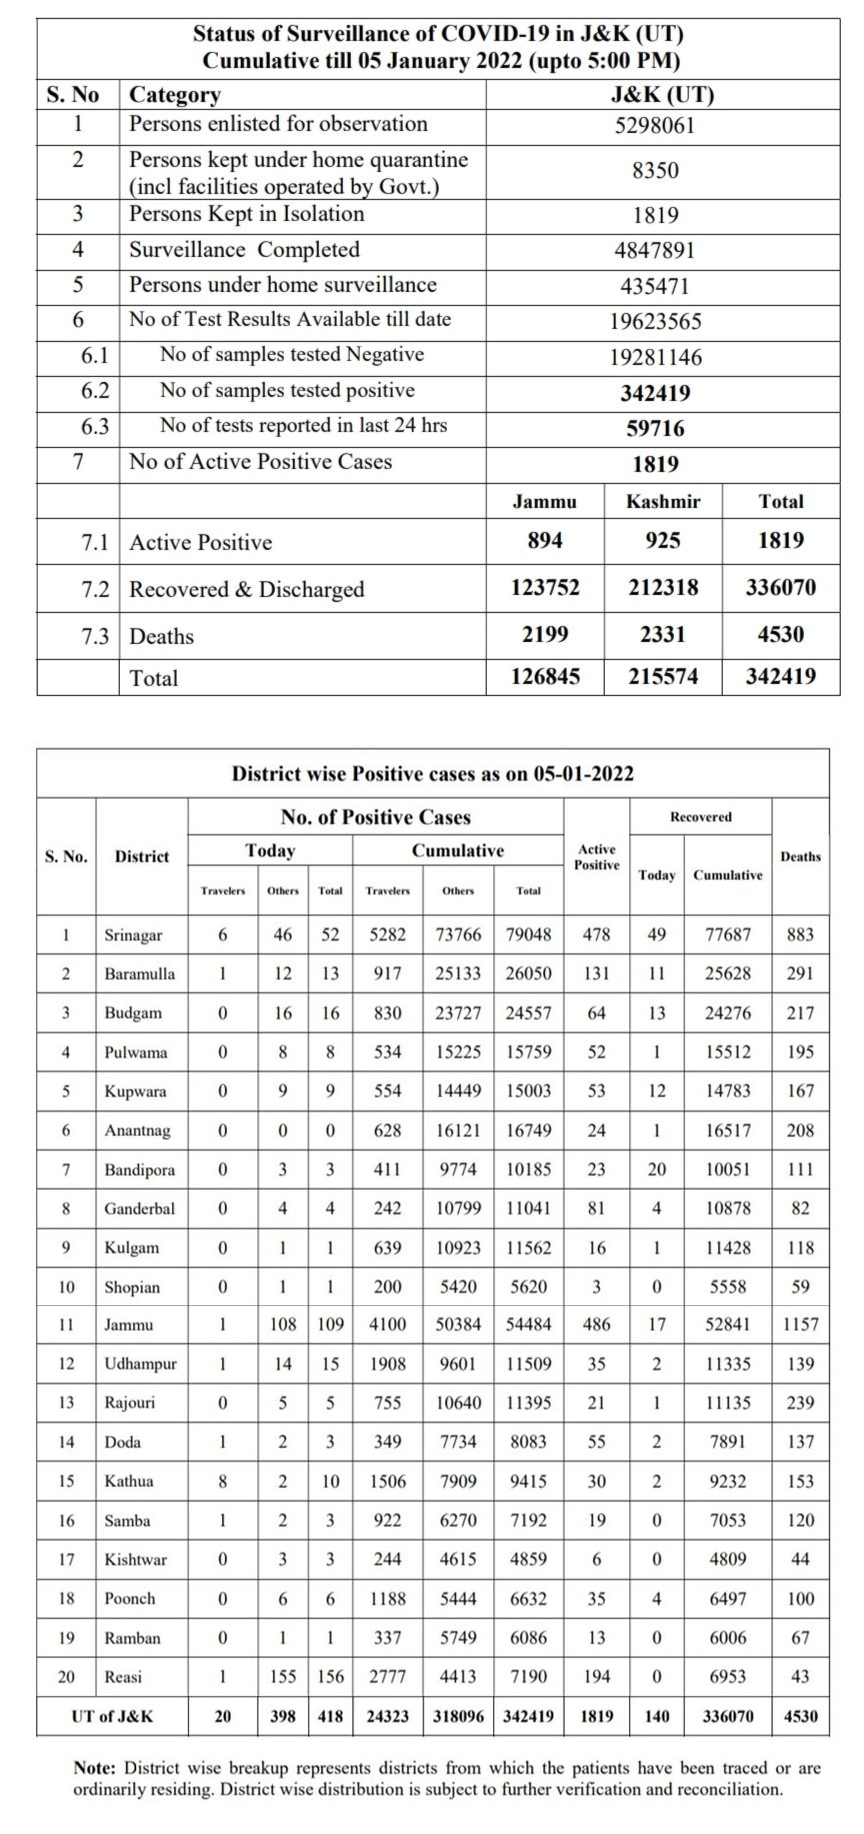 Status of Surveillance of COVID-19 in J&K (UT)
Cumulative till 05 January 2022 (upto 5:00 PM)
S. No Category J&K (UT)
1 Persons enlisted for observation 5298061
2 Persons kept under home quarantine
(incl facilities operated by Govt.) 8350
3 Persons Kept in Isolation 1819
4 Surveillance Completed 4847891
5 Persons under home surveillance 435471
6 No of Test Results Available till date 19623565
6.1 No of samples tested Negative 19281146
6.2 No of samples tested positive 342419
6.3 No of tests reported in last 24 hrs 59716
7 No of Active Positive Cases 1819
Jammu Kashmir Total
7.1 Active Positive 894 925 1819
7.2 Recovered & Discharged 123752 212318 336070
7.3 Deaths 2199 2331 4530
Total 126845 215574 342419
District wise Positive cases as on 05-01-2022
No. of Positive Cases Recovered
S. No. District Today Cumulative Active
Positive Deaths
Travelers Others Total Travelers Others Total Today Cumulative
1 Srinagar 6 46 52 5282 73766 79048 478 49 77687 883
2 Baramulla 1 12 13 917 25133 26050 131 11 25628 291
3 Budgam 0 16 16 830 23727 24557 64 13 24276 217
4 Pulwama 0 8 8 534 15225 15759 52 1 15512 195
5 Kupwara 0 9 9 554 14449 15003 53 12 14783 167
6 Anantnag 0 0 0 628 16121 16749 24 1 16517 208
7 Bandipora 0 3 3 411 9774 10185 23 20 10051 111
8 Ganderbal 0 4 4 242 10799 11041 81 4 10878 82
9 Kulgam 0 1 1 639 10923 11562 16 1 11428 118
10 Shopian 0 1 1 200 5420 5620 3 0 5558 59
11 Jammu 1 108 109 4100 50384 54484 486 17 52841 1157
12 Udhampur 1 14 15 1908 9601 11509 35 2 11335 139
13 Rajouri 0 5 5 755 10640 11395 21 1 11135 239
14 Doda 1 2 3 349 7734 8083 55 2 7891 137
15 Kathua 8 2 10 1506 7909 9415 30 2 9232 153
16 Samba 1 2 3 922 6270 7192 19 0 7053 120
17 Kishtwar 0 3 3 244 4615 4859 6 0 4809 44
18 Poonch 0 6 6 1188 5444 6632 35 4 6497 100
19 Ramban 0 1 1 337 5749 6086 13 0 6006 67
20 Reasi 1 155 156 2777 4413 7190 194 0 6953 43
UT of J&K 20 398 418 24323 318096 342419 1819 140 336070 4530
Note: District wise breakup represents districts from which the patients have been traced or are
ordinarily residing. District wise distribution is subject to further verification and reconciliation.